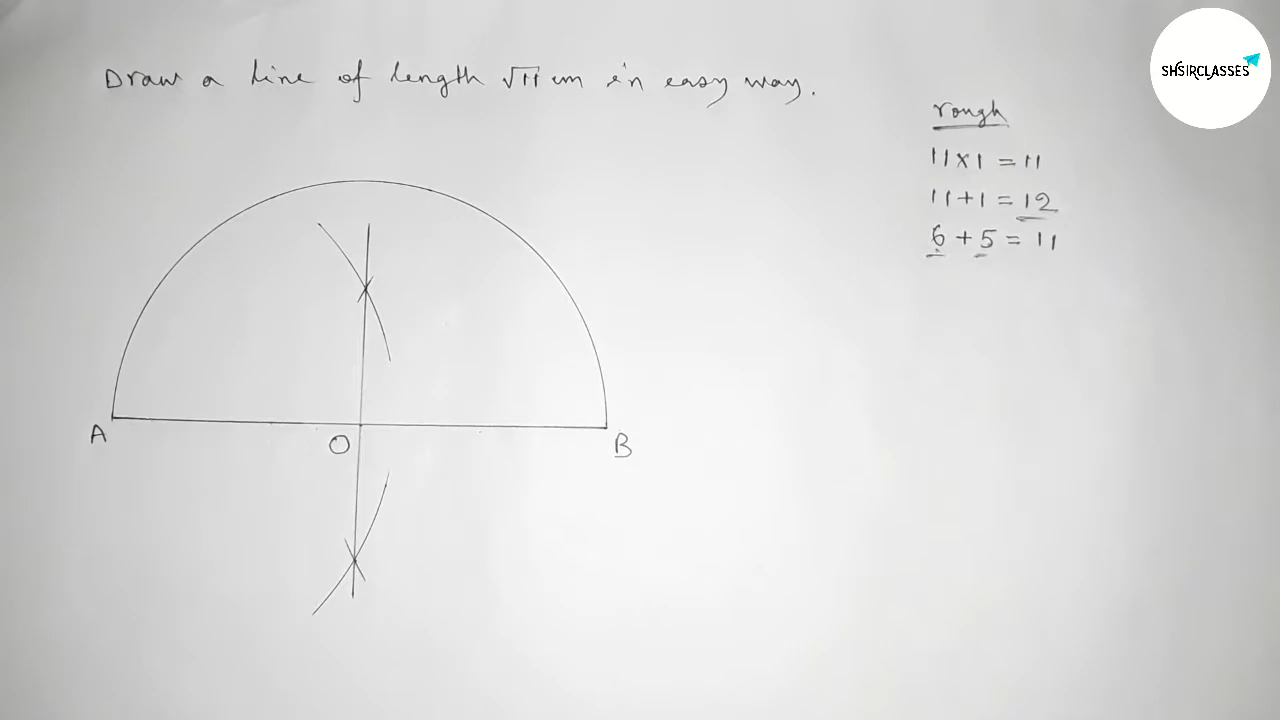 Draw a line of length √11 cm in easy way.
SHSIRCLASSES
rough
11×1 = 11
11+1 = 12
6 + 5 = 11
A
O
B